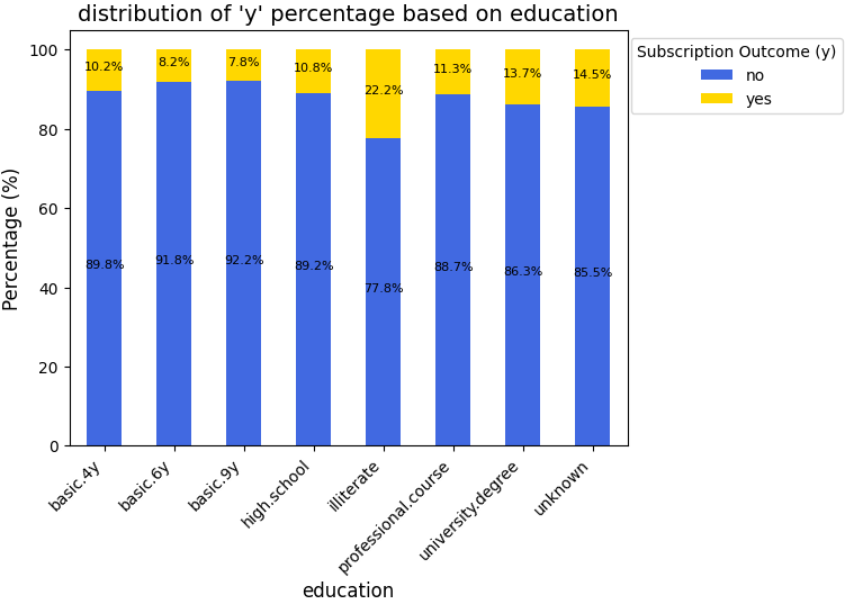 distribution of 'y' percentage based on education
Subscription Outcome (y)
no
yes
Percentage (%)
100
80
60
40
20
0
10.2% 8.2% 7.8% 10.8% 22.2% 11.3% 13.7% 14.5%
89.8% 91.8% 92.2% 89.2% 77.8% 88.7% 86.3% 85.5%
basic.4y basic.6y basic.9y high.school illiterate professional.course university.degree unknown
education